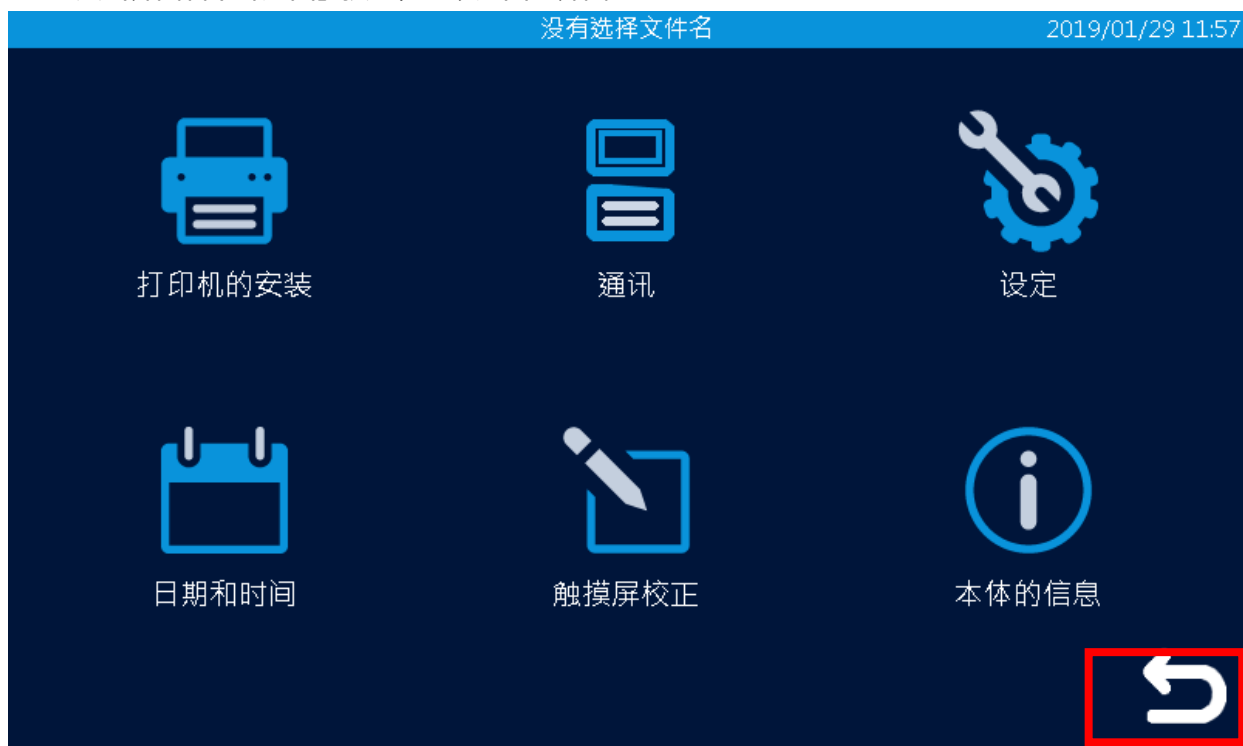 没有选择文件名
2019/01/29 11:57
打印机的安装
通讯
设定
日期和时间
触摸屏校正
本体的信息